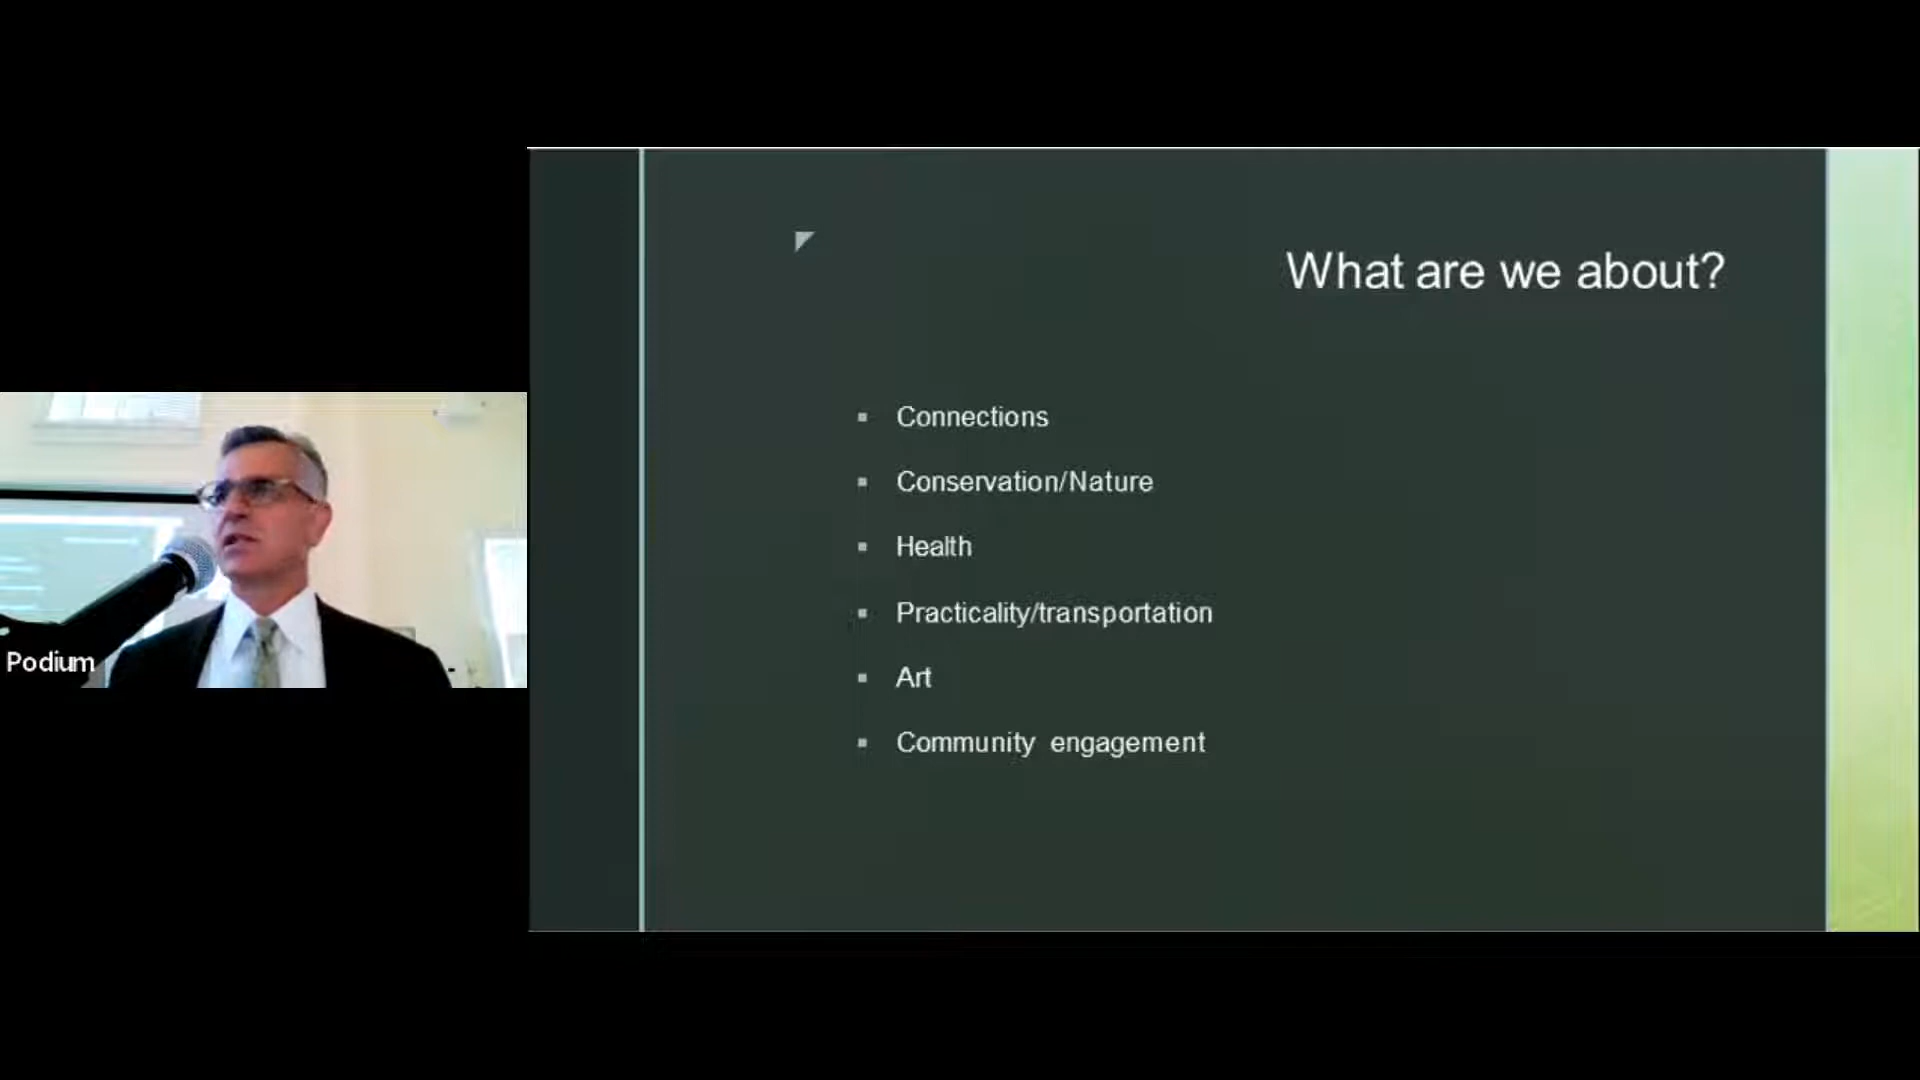 What are we about?
Connections
Conservation/Nature
Health
Practicality/transportation
Art
Community engagement
Podium